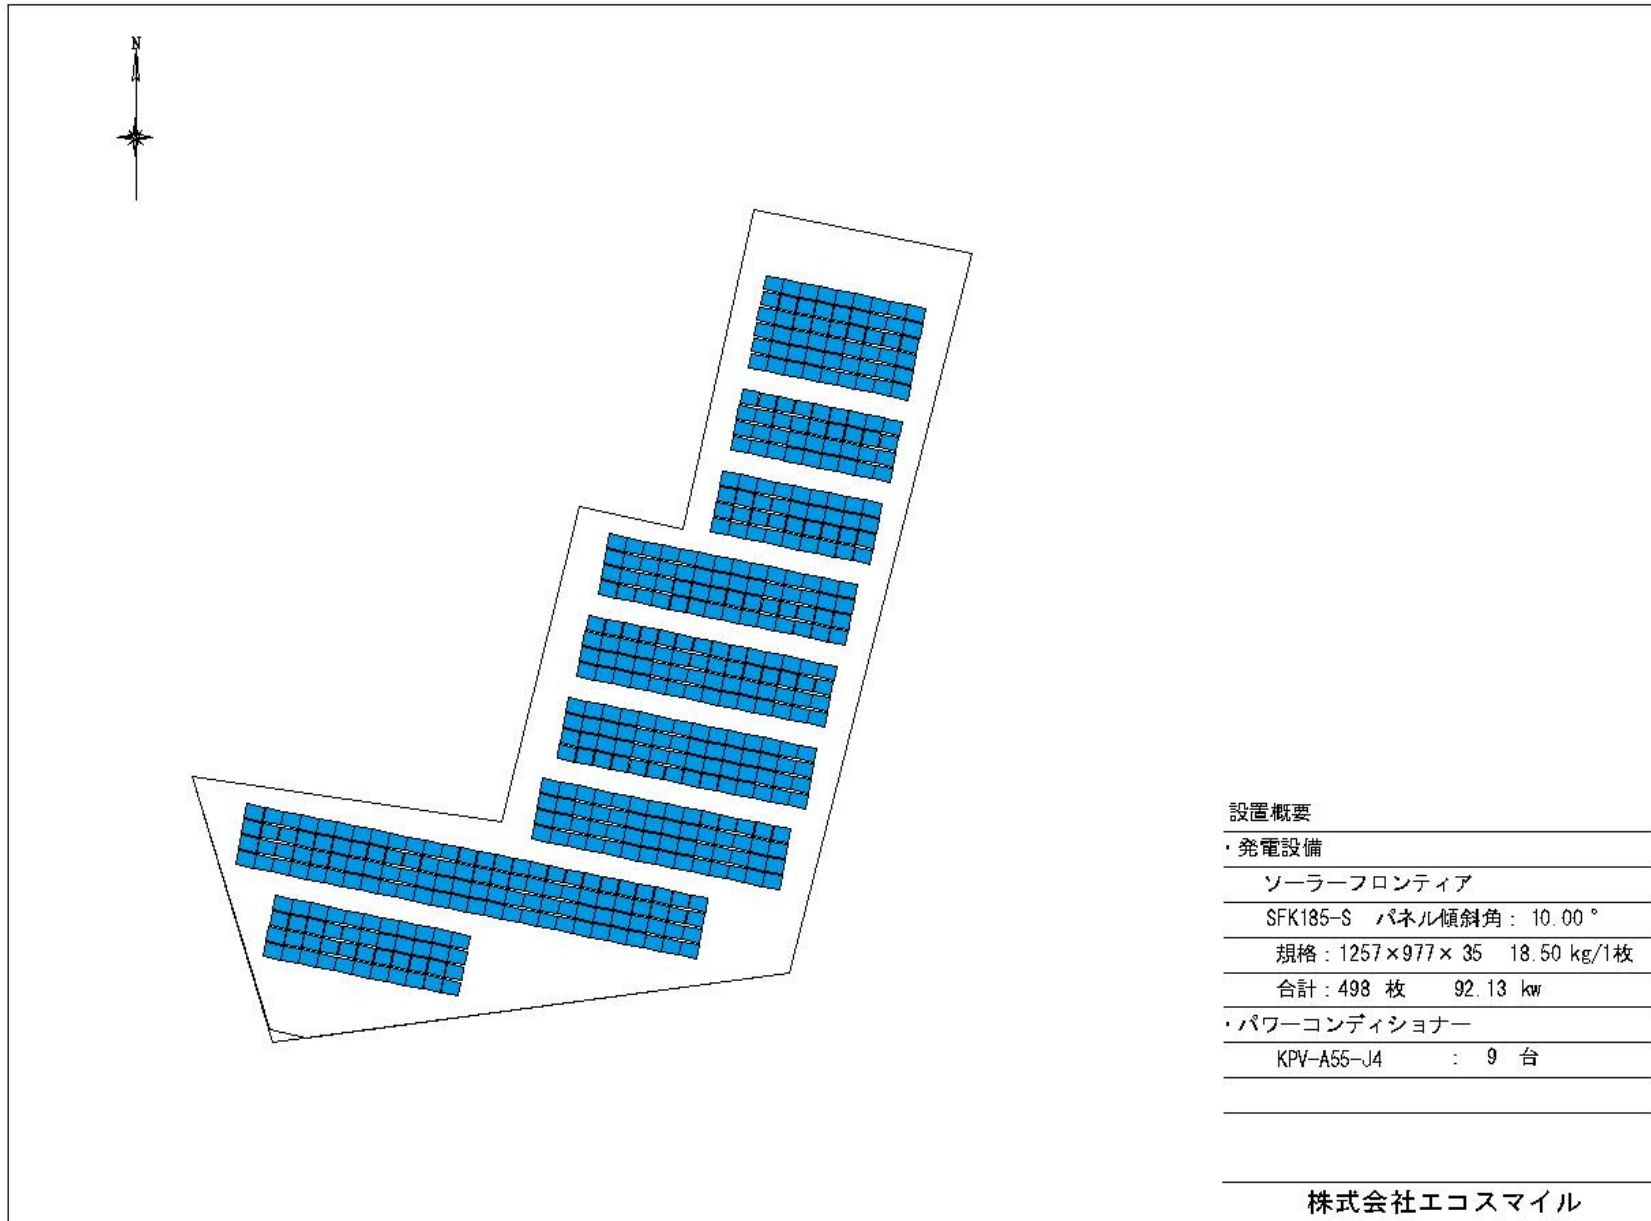 N
設置概要
・発電設備
ソーラーフロンティア
SFK185-S パネル傾斜角: 10.00°
規格:1257×977× 35 18.50 kg/1枚
合計:498 枚 92.13 kw
・パワーコンディショナー
KPV-A55-J4 : 9 台
株式会社エコスマイル